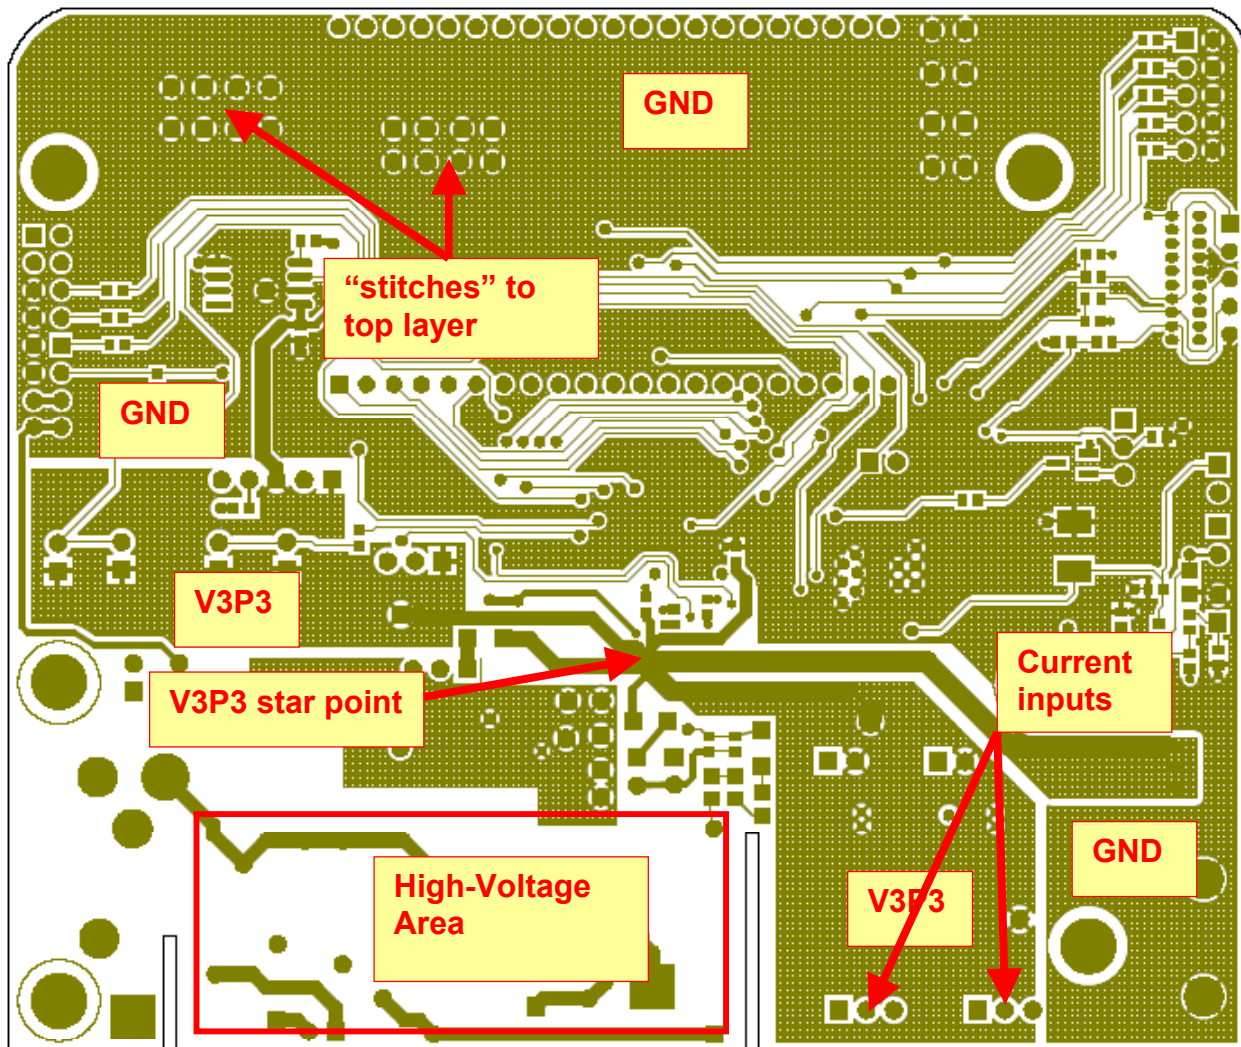 GND
“stitches” to
top layer
GND
V3P3
V3P3 star point
Current
inputs
High-Voltage
Area
V3P3
GND